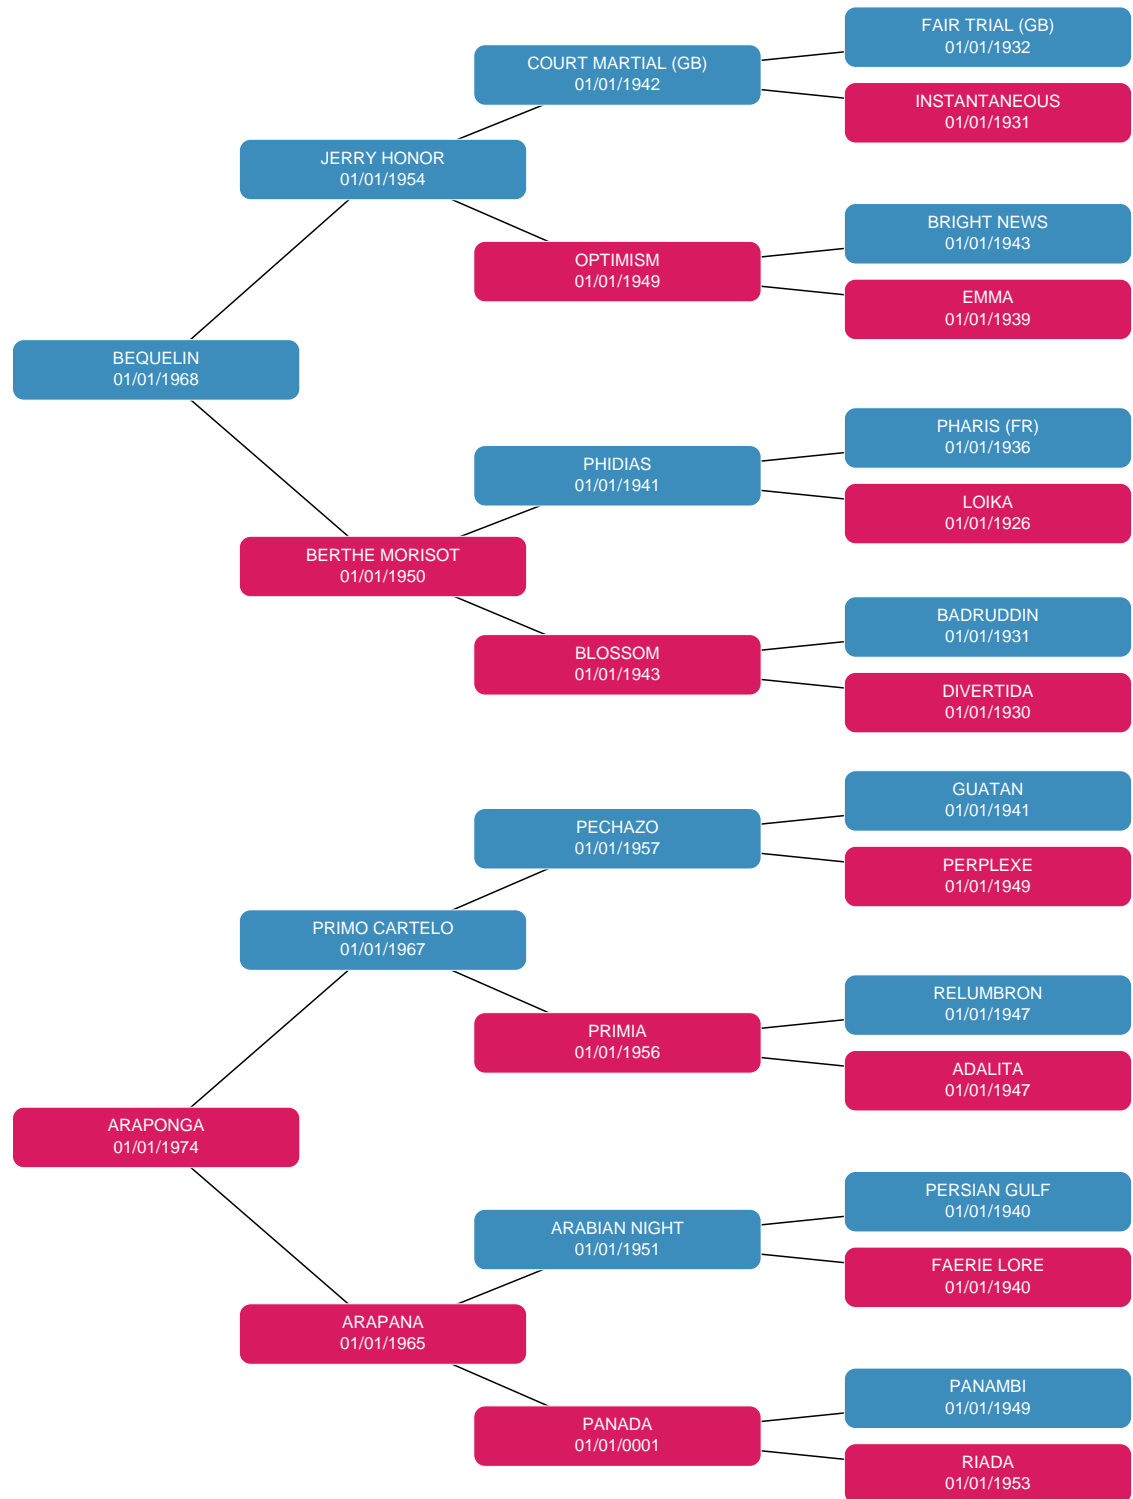 FAIR TRIAL (GB)
01/01/1932
COURT MARTIAL (GB)
01/01/1942
INSTANTANEOUS
01/01/1931
JERRY HONOR
01/01/1954
BRIGHT NEWS
01/01/1943
OPTIMISM
01/01/1949
EMMA
01/01/1939
BEQUELIN
01/01/1968
PHARIS (FR)
01/01/1936
PHIDIAS
01/01/1941
LOIKA
01/01/1926
BERTHE MORISOT
01/01/1950
BADRUDDIN
01/01/1931
BLOSSOM
01/01/1943
DIVERTIDA
01/01/1930
GUATAN
01/01/1941
PECHAZO
01/01/1957
PERPLEXE
01/01/1949
PRIMO CARTELO
01/01/1967
RELUMBRON
01/01/1947
PRIMIA
01/01/1956
ADALITA
01/01/1947
ARAPONGA
01/01/1974
PERSIAN GULF
01/01/1940
ARABIAN NIGHT
01/01/1951
FAERIE LORE
01/01/1940
ARAPANA
01/01/1965
PANAMBI
01/01/1949
PANADA
01/01/0001
RIADA
01/01/1953